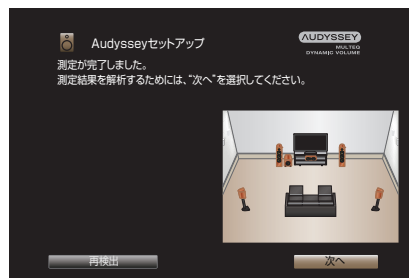 Audysseyセットアップ
AUDYSSEY
MULTEQ
DYNAMIC VOLUME
測定が完了しました。
測定結果を解析するためには、“次へ”を選択してください。
再検出
次へ